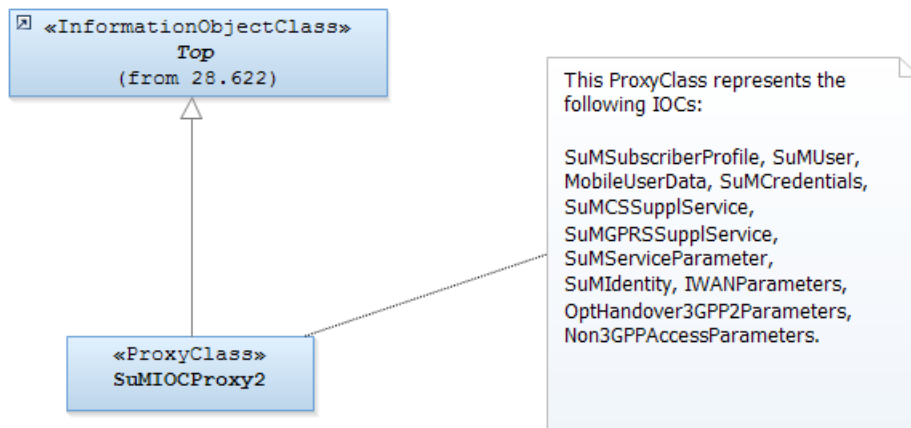 «InformationObjectClass»
Top
(from 28.622)
This ProxyClass represents the
following IOCs:
SuMSubscriberProfile, SuMUser,
MobileUserData, SuMCredentials,
SuMCSSupplService,
SuMGPRSSupplService,
SuMServiceParameter,
SuMIdentity, IWANParameters,
OptHandover3GPP2Parameters,
Non3GPPAccessParameters.
«ProxyClass»
SuMIOCProxy2